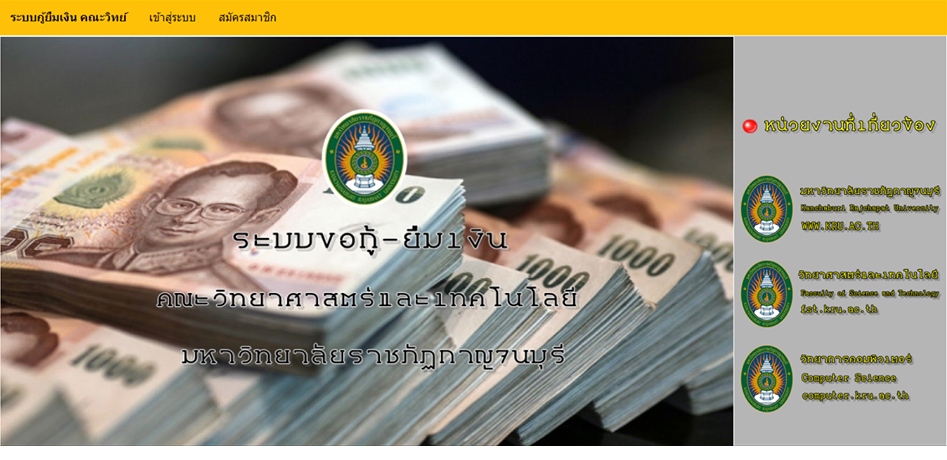 ระบบกู้ยืมเงิน คณะวิทย์
เข้าสู่ระบบ
สมัครสมาชิก
ระบบขอกู้-ยืมเงิน
คณะวิทยาศาสตร์และเทคโนโลยี
มหาวิทยาลัยราชภัฏกาญจนบุรี
1000
1000
1000
หน่วยงานที่เกี่ยวข้อง
มหาวิทยาลัยราชภัฏกาญจนบุรี
Kanchaburi Rajchapat University
WWW.KRU.AC.TH
วิทยาศาสตร์และเทคโนโลยี
Faculty of Science and Technology
ist.kru.ac.th
วิทยาการคอมพิวเตอร์
Computer Science
computer.kru.ac.th